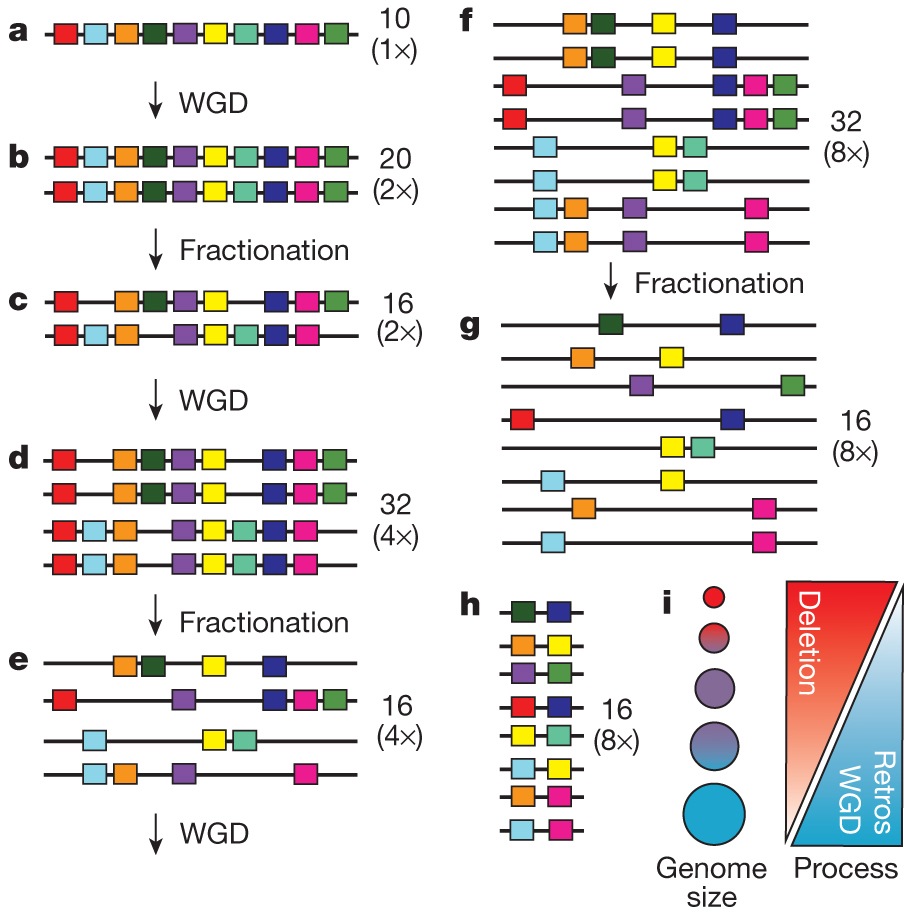 a
10
(1×)
WGD
b
20
(2×)
Fractionation
c
16
(2×)
WGD
d
32
(4×)
Fractionation
e
16
(4×)
WGD
f
32
(8×)
Fractionation
g
16
(8×)
h
16
(8×)
i
Deletion
Retros
WGD
Genome
size
Process